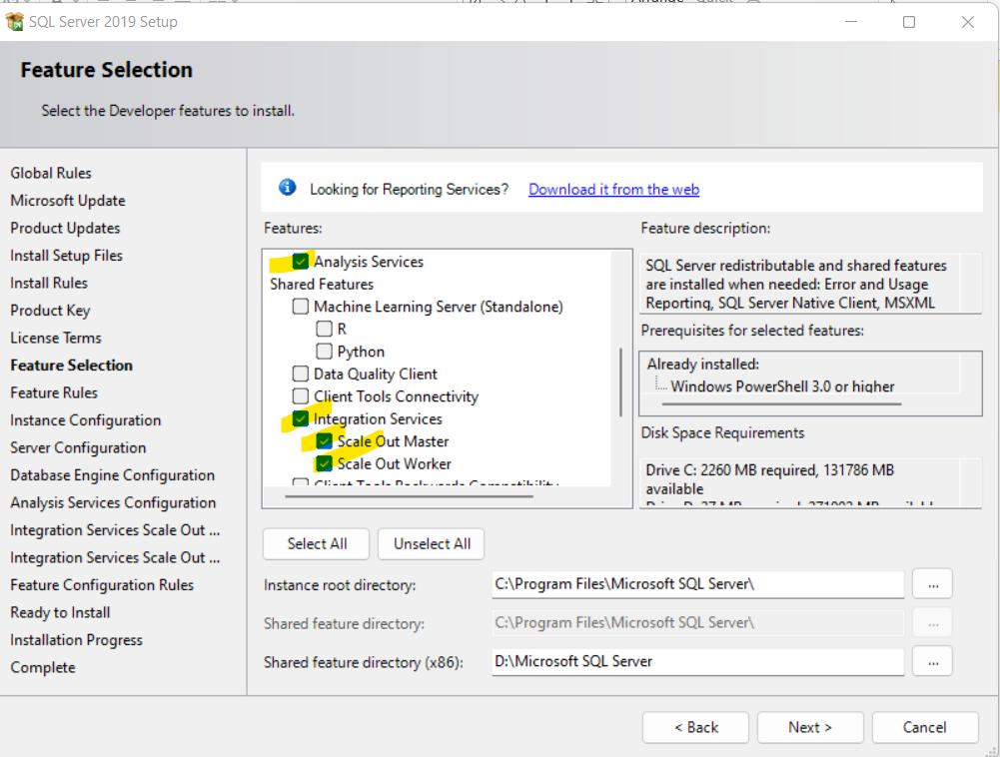 SQL Server 2019 Setup
Feature Selection
Select the Developer features to install.
Global Rules
Microsoft Update
Product Updates
Install Setup Files
Install Rules
Product Key
License Terms
Feature Selection
Feature Rules
Instance Configuration
Server Configuration
Database Engine Configuration
Analysis Services Configuration
Integration Services Scale Out ...
Integration Services Scale Out ...
Feature Configuration Rules
Ready to Install
Installation Progress
Complete
Looking for Reporting Services? Download it from the web
Features:
Analysis Services
Shared Features
Machine Learning Server (Standalone)
R
Python
Data Quality Client
Client Tools Connectivity
Integration Services
Scale Out Master
Scale Out Worker
Client Tools Backwards Compatibility
Feature description:
SQL Server redistributable and shared features
are installed when needed: Error and Usage
Reporting, SQL Server Native Client, MSXML
Prerequisites for selected features:
Already installed:
Windows PowerShell 3.0 or higher
Disk Space Requirements
Drive C: 2260 MB required, 131786 MB
available
Select All
Unselect All
Instance root directory:
C:\Program Files\Microsoft SQL Server\
...
Shared feature directory:
C:\Program Files\Microsoft SQL Server\
...
Shared feature directory (x86):
D:\Microsoft SQL Server
...
< Back
Next >
Cancel